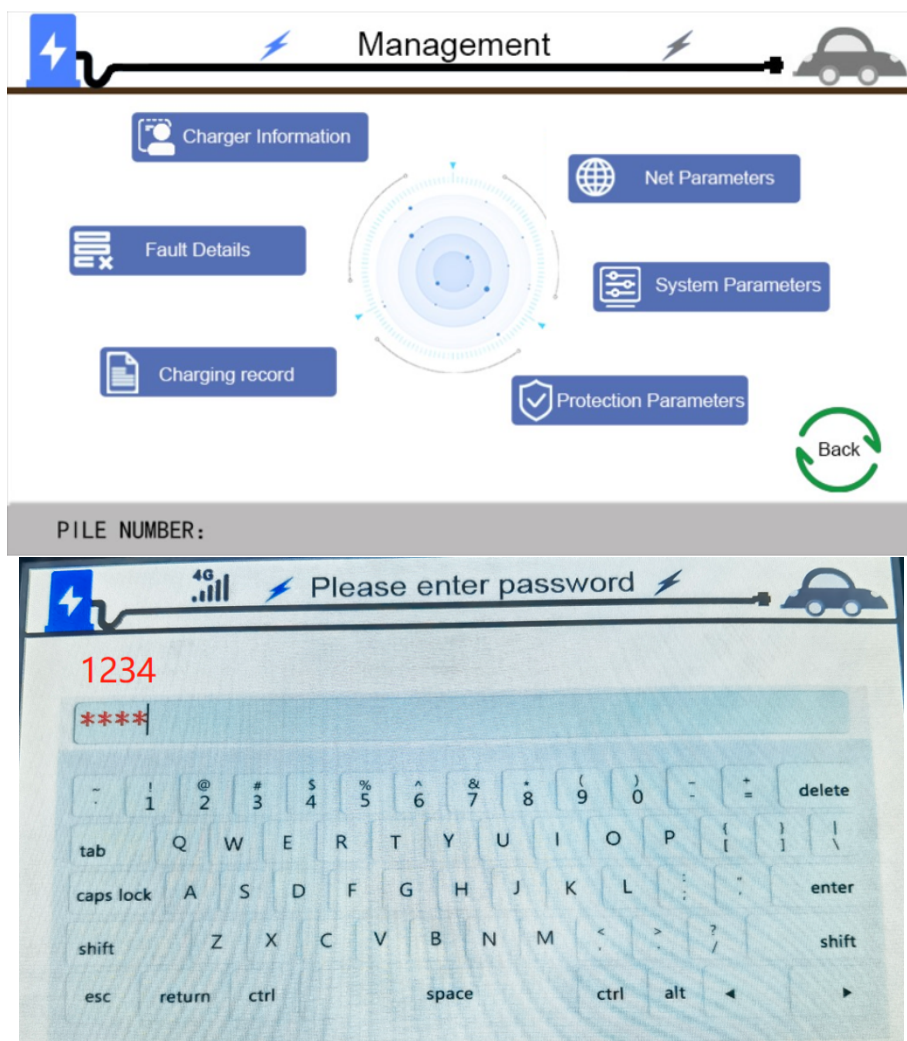 Management
Charger Information
Net Parameters
Fault Details
System Parameters
Charging record
Protection Parameters
Back
PILE NUMBER:
4G
Please enter password
1234
****
~ ! @ # $ % ^ & * ( ) - +
1 2 3 4 5 6 7 8 9 0 - = delete
tab Q W E R T Y U I O P { [ } ] | \
caps lock A S D F G H J K L : ; " enter
shift Z X C V B N M < , > . ? / shift
esc return ctrl space ctrl alt ◄ ►